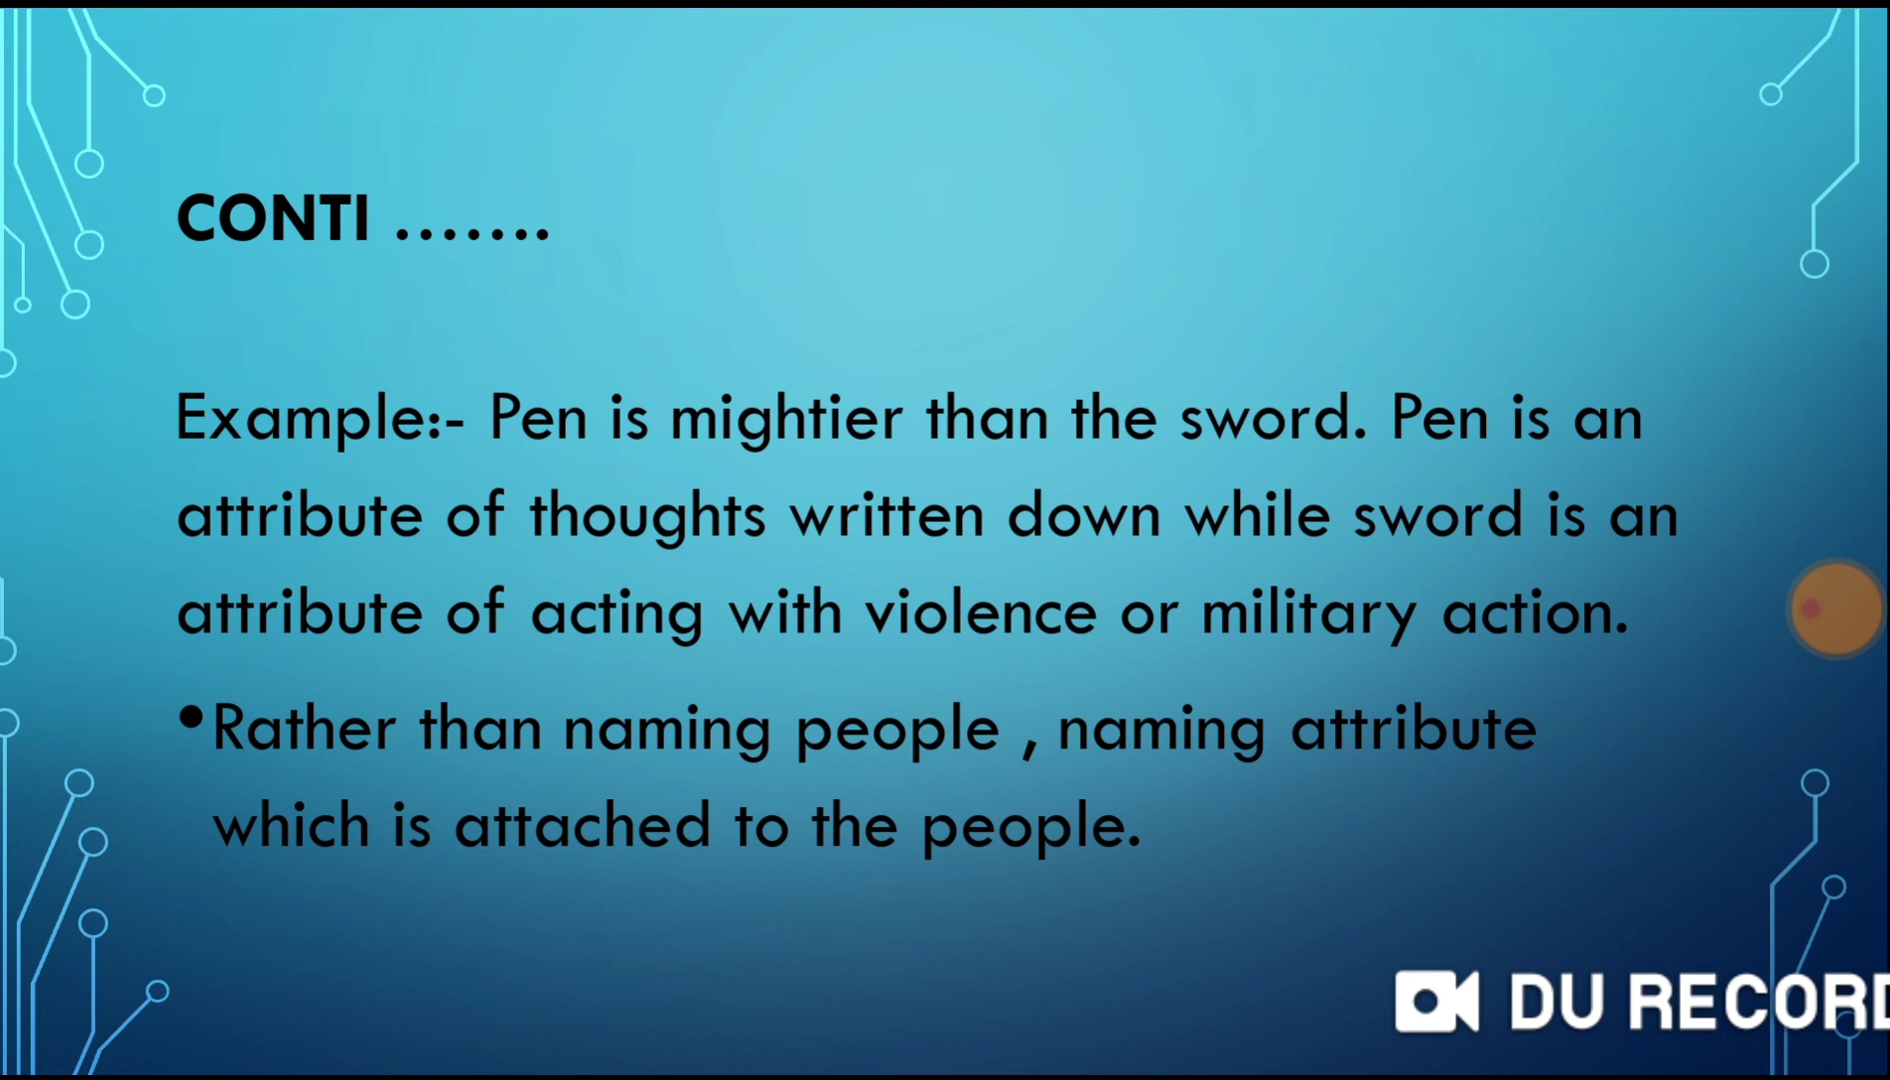 CONTI .......
Example:- Pen is mightier than the sword. Pen is an
attribute of thoughts written down while sword is an
attribute of acting with violence or military action.
•Rather than naming people , naming attribute
which is attached to the people.
DU RECORD